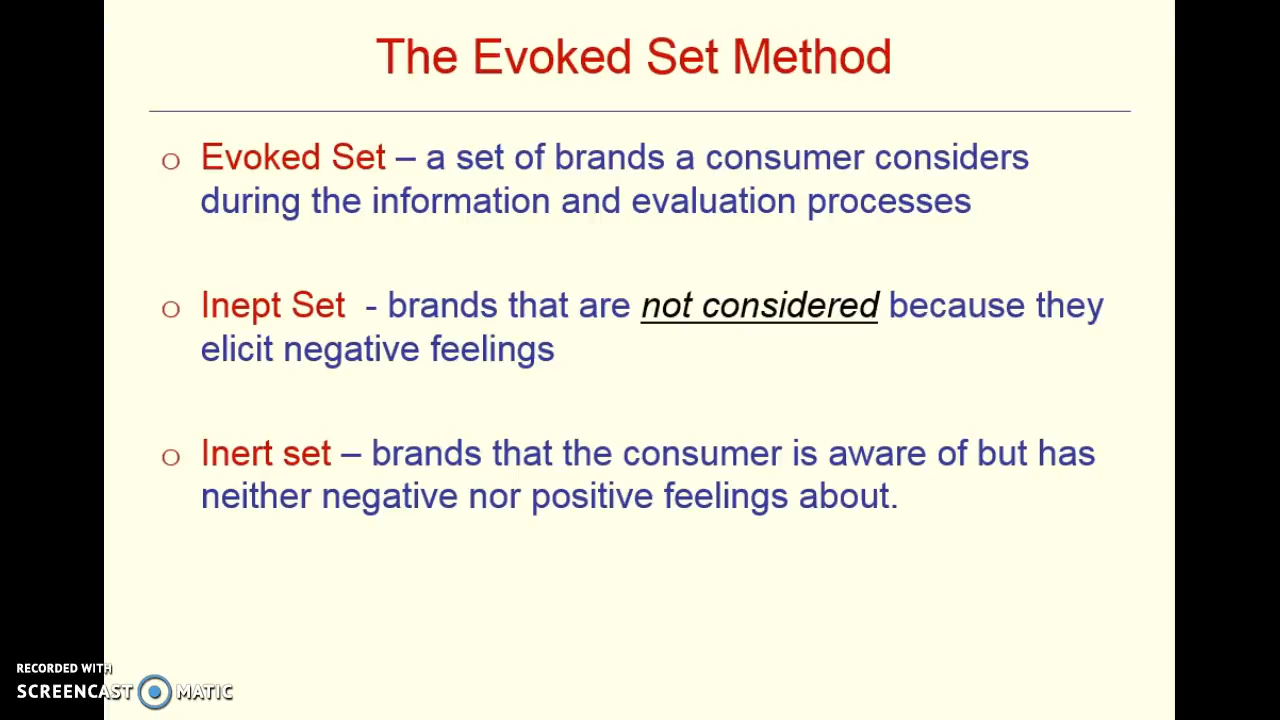 The Evoked Set Method
o Evoked Set – a set of brands a consumer considers
during the information and evaluation processes
o Inept Set - brands that are not considered because they
elicit negative feelings
o Inert set – brands that the consumer is aware of but has
neither negative nor positive feelings about.
RECORDED WITH
SCREENCAST MATIC